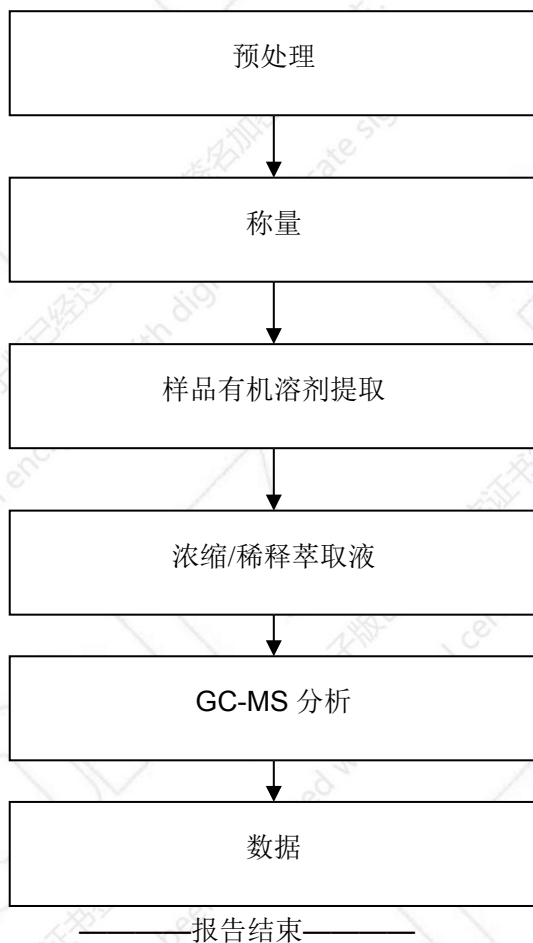 预处理
称量
样品有机溶剂提取
浓缩/稀释萃取液
GC-MS 分析
数据
————报告结束————